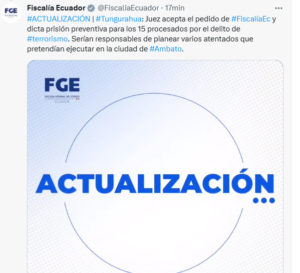 Fiscalía Ecuador @FiscaliaEcuador · 17min
#ACTUALIZACIÓN | #Tungurahua: Juez acepta el pedido de #FiscalíaEc y
dicta prisión preventiva para los 15 procesados por el delito de
#terrorismo. Serían responsables de planear varios atentados que
pretendían ejecutar en la ciudad de #Ambato.
FGE
FGE
ACTUALIZACIÓN
...